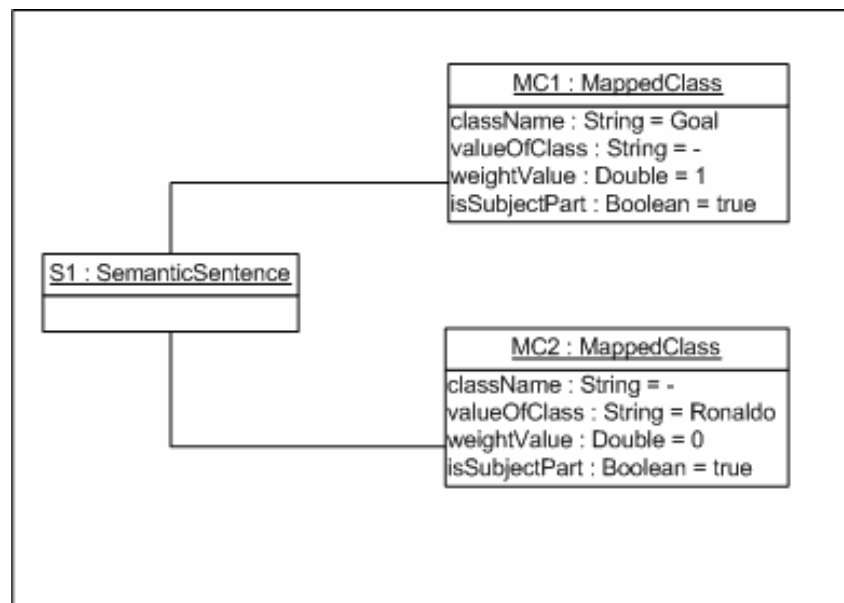 MC1 : MappedClass
className : String = Goal
valueOfClass : String = -
weightValue : Double = 1
isSubjectPart : Boolean = true
S1 : SemanticSentence
MC2 : MappedClass
className : String = -
valueOfClass : String = Ronaldo
weightValue : Double = 0
isSubjectPart : Boolean = true